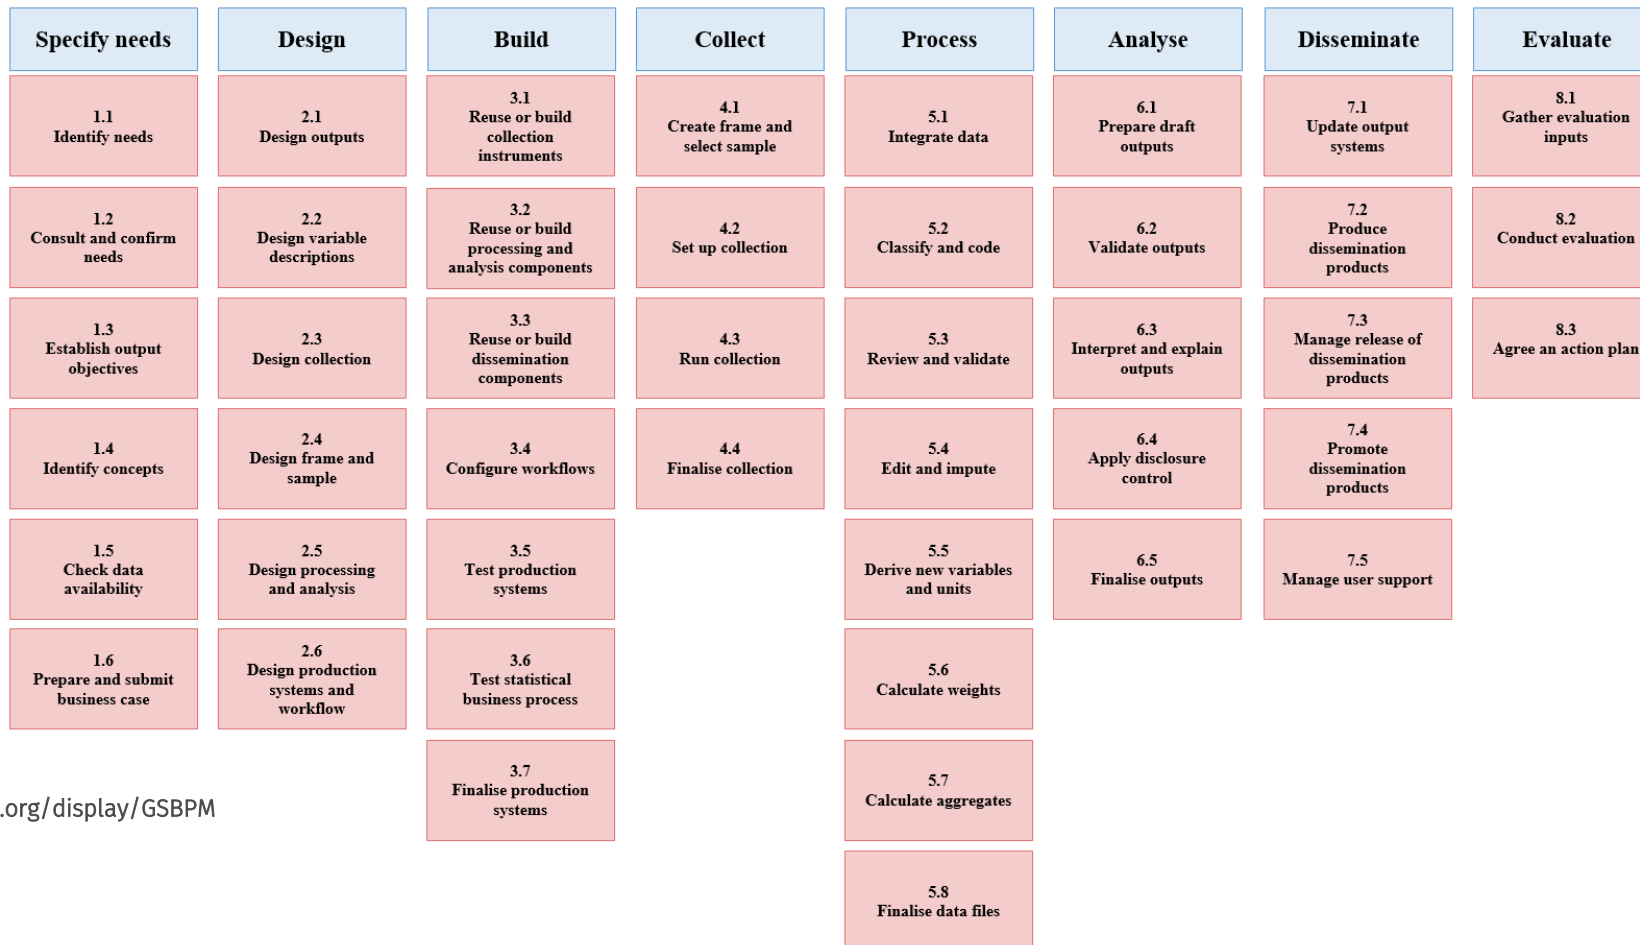 Specify needs
1.1
Identify needs
1.2
Consult and confirm
needs
1.3
Establish output
objectives
1.4
Identify concepts
1.5
Check data
availability
1.6
Prepare and submit
business case
Design
2.1
Design outputs
2.2
Design variable
descriptions
2.3
Design collection
2.4
Design frame and
sample
2.5
Design processing
and analysis
2.6
Design production
systems and
workflow
Build
3.1
Reuse or build
collection
instruments
3.2
Reuse or build
processing and
analysis components
3.3
Reuse or build
dissemination
components
3.4
Configure workflows
3.5
Test production
systems
3.6
Test statistical
business process
3.7
Finalise production
systems
Collect
4.1
Create frame and
select sample
4.2
Set up collection
4.3
Run collection
4.4
Finalise collection
Process
5.1
Integrate data
5.2
Classify and code
5.3
Review and validate
5.4
Edit and impute
5.5
Derive new variables
and units
5.6
Calculate weights
5.7
Calculate aggregates
5.8
Finalise data files
Analyse
6.1
Prepare draft
outputs
6.2
Validate outputs
6.3
Interpret and explain
outputs
6.4
Apply disclosure
control
6.5
Finalise outputs
Disseminate
7.1
Update output
systems
7.2
Produce
dissemination
products
7.3
Manage release of
dissemination
products
7.4
Promote
dissemination
products
7.5
Manage user support
Evaluate
8.1
Gather evaluation
inputs
8.2
Conduct evaluation
8.3
Agree an action plan
.org/display/GSBPM